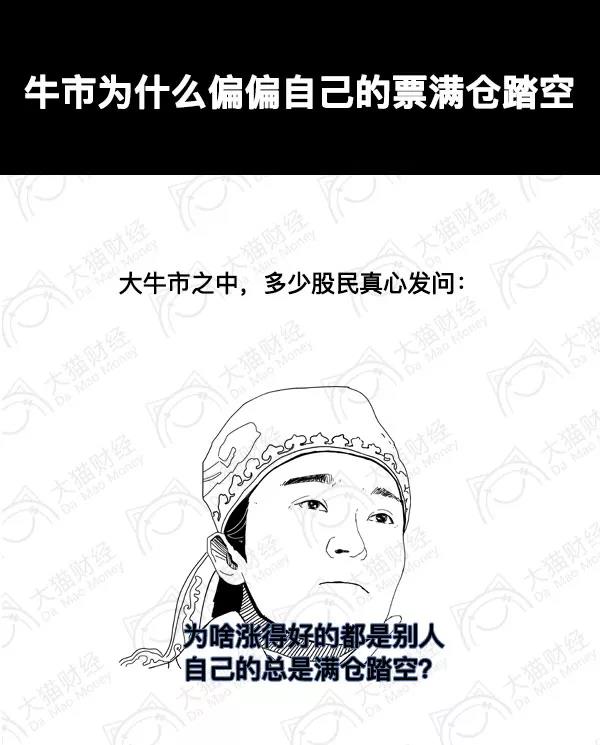 牛市为什么偏偏自己的票满仓踏空
大牛市之中，多少股民真心发问：
为啥涨得好的都是别人
自己的总是满仓踏空？
大猫财经
Da Mao Money